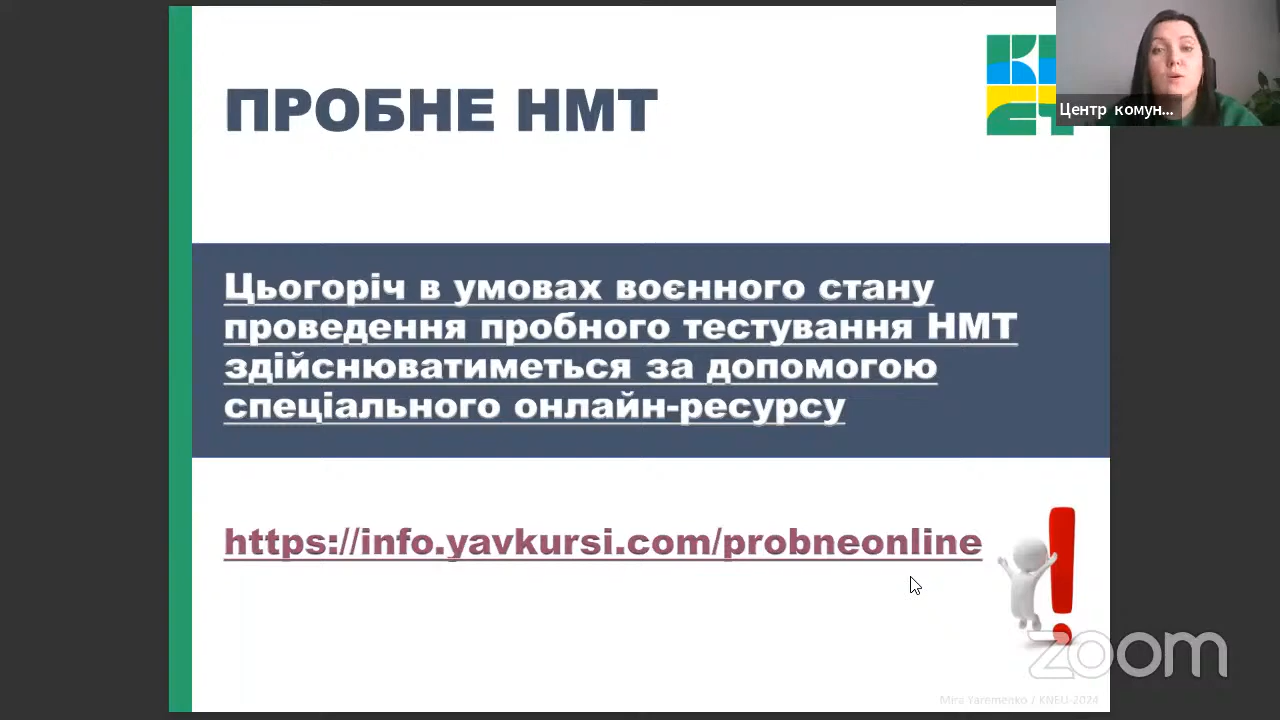 ПРОБНЕ НМТ
Центр комун...
Цьогоріч в умовах воєнного стану
проведення пробного тестування НМТ
здійснюватиметься за допомогою
спеціального онлайн-ресурсу
https://info.yavkursi.com/probneonline
zoom
Mira Yaremenko / KNEU-2024